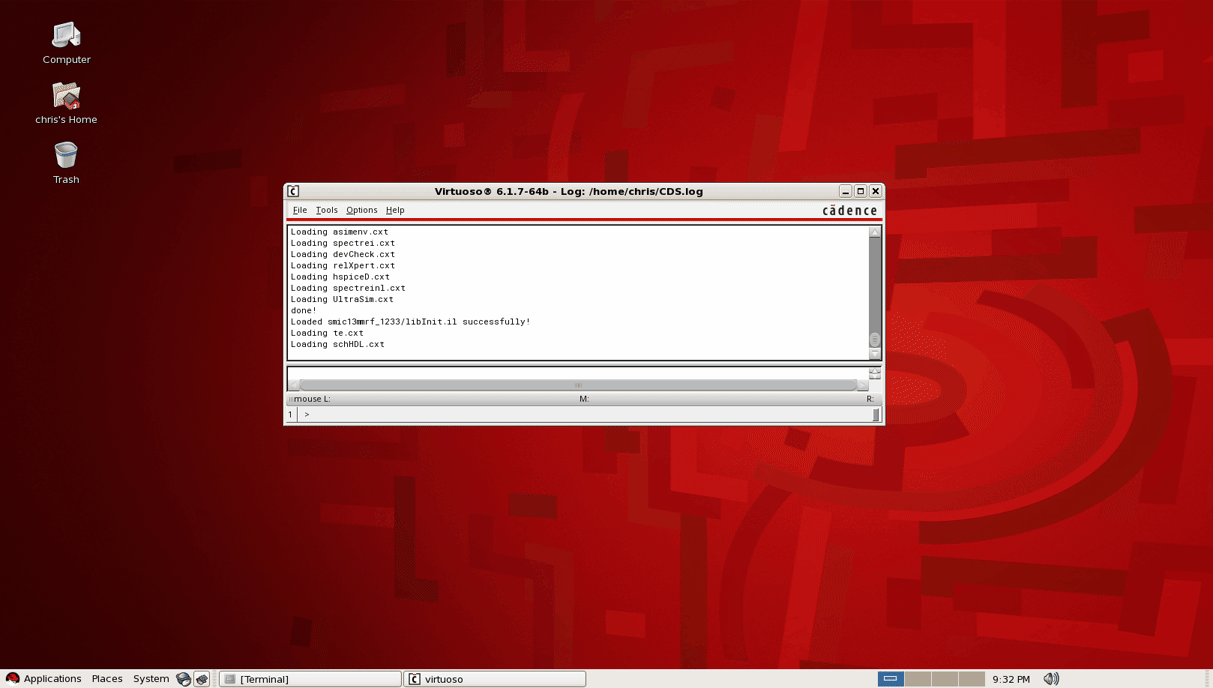 Computer
chris's Home
Trash
Virtuoso® 6.1.7-64b - Log: /home/chris/CDS.log
File Tools Options Help
cādence
Loading asimenv.cxt
Loading spectrei.cxt
Loading devCheck.cxt
Loading relXpert.cxt
Loading hspiceD.cxt
Loading spectreinl.cxt
Loading UltraSim.cxt
done!
Loaded smic13mmrf_1233/libInit.il successfully!
Loading te.cxt
Loading schHDL.cxt
mouse L: M: R:
1 >
Applications Places System [Terminal] virtuoso 9:32 PM